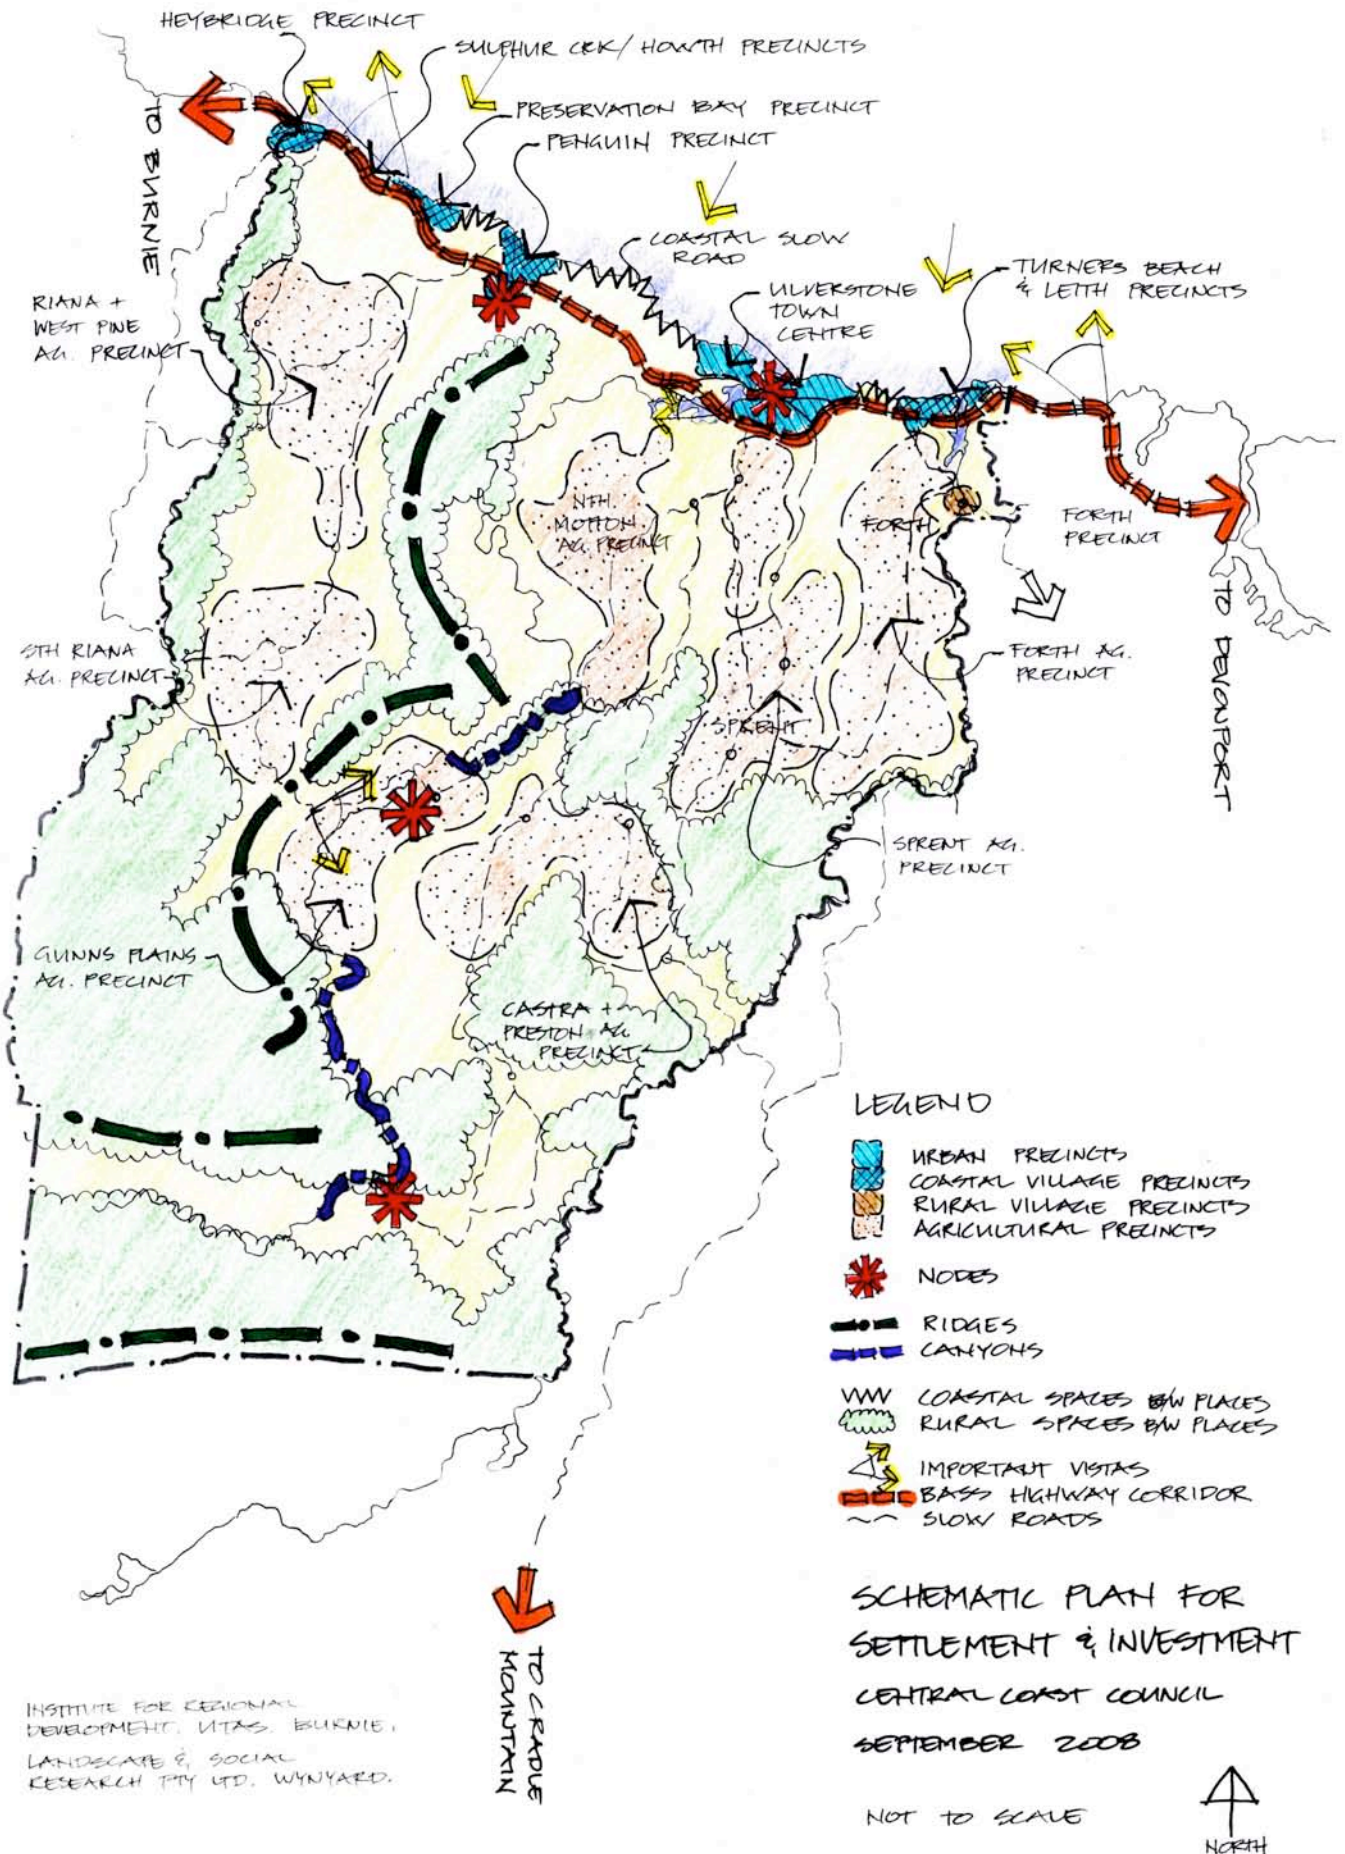 HEYBRIDGE PRECINCT
SULPHUR CRK/ HOWTH PRECINCTS
PRESERVATION BAY PRECINCT
PENGUIN PRECINCT
TO BURNIE
COASTAL SLOW
ROAD
ULVERSTONE
TOWN
CENTRE
TURNERS BEACH
& LEITH PRECINCTS
RIANA +
WEST PINE
AG. PRECINCT
NTH.
MOTTON
AG. PRECINCT
FORTH
FORTH
PRECINCT
TO DEVONPORT
STH RIANA
AG. PRECINCT
FORTH AG.
PRECINCT
SPRENT
SPRENT AG.
PRECINCT
GUNNS PLAINS
AG. PRECINCT
CASTRA +
PRESTON AG.
PRECINCT
LEGEND
URBAN PRECINCTS
COASTAL VILLAGE PRECINCTS
RURAL VILLAGE PRECINCTS
AGRICULTURAL PRECINCTS
NODES
RIDGES
CANYONS
COASTAL SPACES B/W PLACES
RURAL SPACES B/W PLACES
IMPORTANT VISTAS
BASS HIGHWAY CORRIDOR
SLOW ROADS
SCHEMATIC PLAN FOR
SETTLEMENT & INVESTMENT
CENTRAL COAST COUNCIL
SEPTEMBER 2008
NOT TO SCALE
NORTH
TO CRADLE
MOUNTAIN
INSTITUTE FOR REGIONAL
DEVELOPMENT. UTAS. BURNIE.
LANDSCAPE & SOCIAL
RESEARCH PTY LTD. WYNYARD.